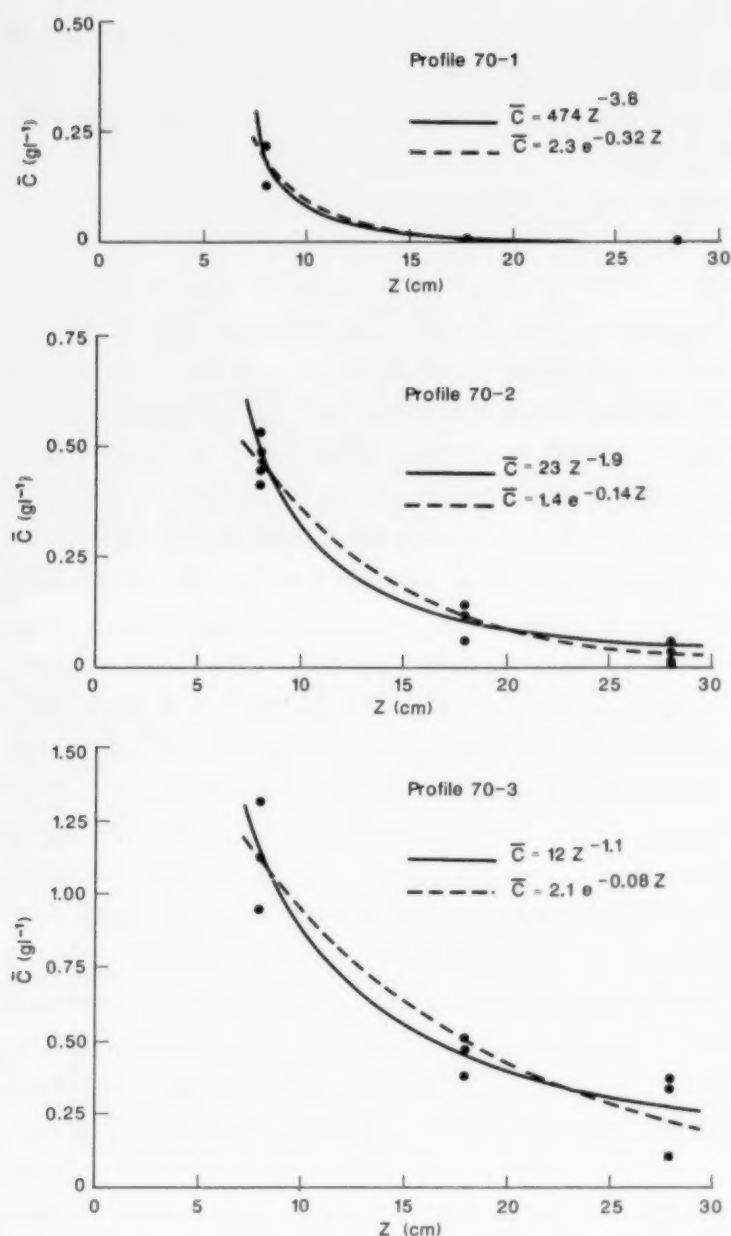 0.50
Profile 70-1
C̅ = 474 Z^-3.8
C̅ = 2.3 e^-0.32 Z
0.25
0
C̅ (gl⁻¹)
0 5 10 15 20 25 30
Z (cm)
0.75
Profile 70-2
C̅ = 23 Z^-1.9
C̅ = 1.4 e^-0.14 Z
0.50
0.25
0
C̅ (gl⁻¹)
0 5 10 15 20 25 30
Z (cm)
1.50
Profile 70-3
1.25
C̅ = 12 Z^-1.1
C̅ = 2.1 e^-0.08 Z
1.00
0.75
0.50
0.25
0
C̅ (gl⁻¹)
0 5 10 15 20 25 30
Z (cm)